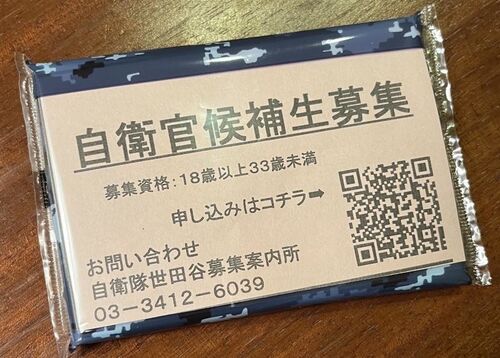 自衛官候補生募集
募集資格：18歳以上33歳未満
申し込みはコチラ➡
お問い合わせ
自衛隊世田谷募集案内所
03-3412-6039